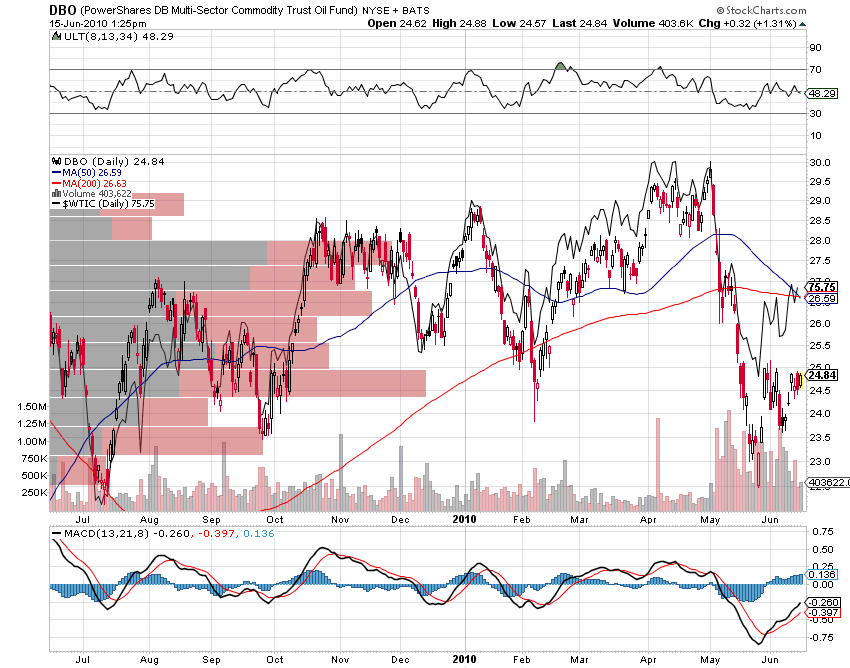 DBO (PowerShares DB Multi-Sector Commodity Trust Oil Fund) NYSE + BATS © StockCharts.com
15-Jun-2010 1:25pm Open 24.62 High 24.88 Low 24.57 Last 24.84 Volume 403.6K Chg +0.32 (+1.31%)
ULT(8,13,34) 48.29
90
70
48.29
30
10
DBO (Daily) 24.84
MA(50) 26.59
MA(200) 26.63
Volume 403,622
$WTIC (Daily) 75.75
30.0
29.5
29.0
28.5
28.0
27.5
27.0
75.75
26.59
26.0
25.5
25.0
24.84
24.5
24.0
23.5
23.0
403622.0
1.50M
1.25M
1.00M
750K
500K
250K
Jul Aug Sep Oct Nov Dec 2010 Feb Mar Apr May Jun
MACD(13,21,8) -0.260, -0.397, 0.136
0.75
0.50
0.25
0.136
0.00
-0.260
-0.397
-0.50
-0.75
Jul Aug Sep Oct Nov Dec 2010 Feb Mar Apr May Jun